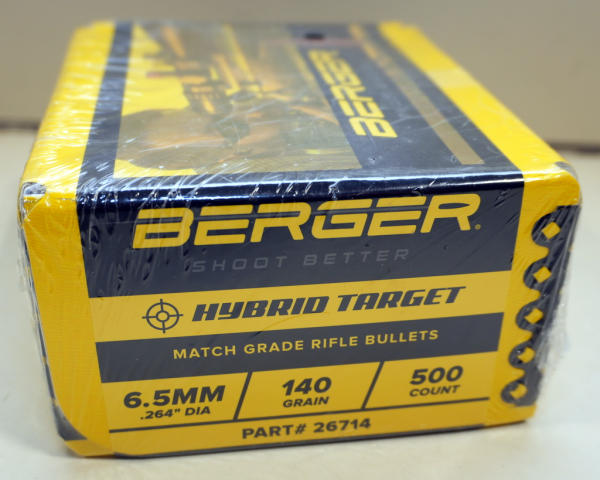 BERGER
BERGER®
SHOOT BETTER
HYBRID TARGET
MATCH GRADE RIFLE BULLETS
6.5MM
.264" DIA
140
GRAIN
500
COUNT
PART# 26714